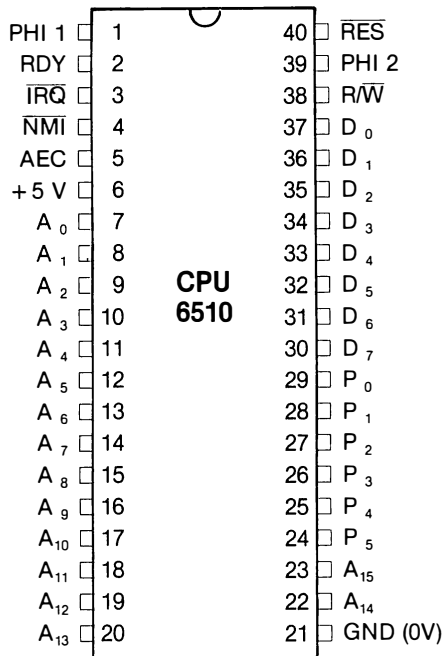 PHI 1 1 40 R̅E̅S̅
RDY 2 39 PHI 2
I̅R̅Q̅ 3 38 R/W̅
N̅M̅I̅ 4 37 D₀
AEC 5 36 D₁
+5 V 6 35 D₂
A₀ 7 34 D₃
A₁ 8 33 D₄
A₂ 9 CPU 32 D₅
A₃ 10 6510 31 D₆
A₄ 11 30 D₇
A₅ 12 29 P₀
A₆ 13 28 P₁
A₇ 14 27 P₂
A₈ 15 26 P₃
A₉ 16 25 P₄
A₁₀ 17 24 P₅
A₁₁ 18 23 A₁₅
A₁₂ 19 22 A₁₄
A₁₃ 20 21 GND (0V)